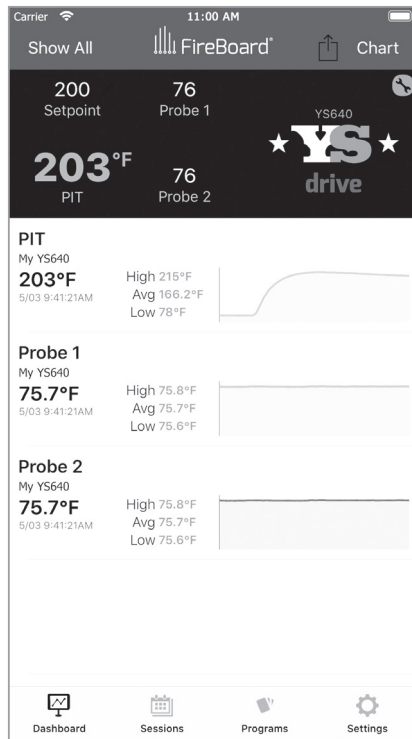 Carrier 11:00 AM
Show All FireBoard® Chart
200 76
Setpoint Probe 1
YS640
YS
203°F
76 drive
PIT Probe 2
PIT
My YS640
203°F
5/03 9:41:21AM
High 215°F
Avg 166.2°F
Low 78°F
Probe 1
My YS640
75.7°F
5/03 9:41:21AM
High 75.8°F
Avg 75.7°F
Low 75.6°F
Probe 2
My YS640
75.7°F
5/03 9:41:21AM
High 75.8°F
Avg 75.7°F
Low 75.6°F
Dashboard Sessions Programs Settings